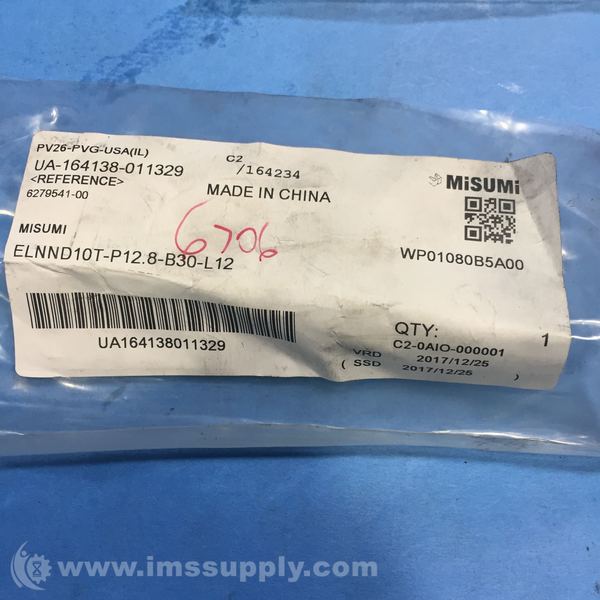 PV26-PVG-USA(IL)
UA-164138-011329
<REFERENCE>
6279541-00
C2
/164234
MADE IN CHINA
MiSUMi
MISUMI
6706
ELNND10T-P12.8-B30-L12
WP01080B5A00
UA164138011329
QTY: 1
C2-0AIO-000001
VRD 2017/12/25
( SSD 2017/12/25 )
www.imssupply.com